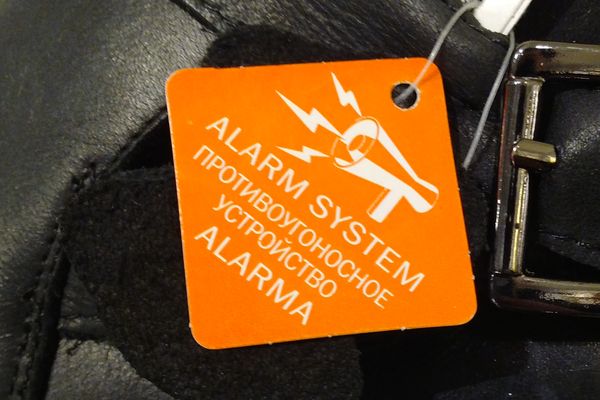 ALARM SYSTEM
ПРОТИВОУГОНОСНОЕ
УСТРОЙСТВО
ALARMA